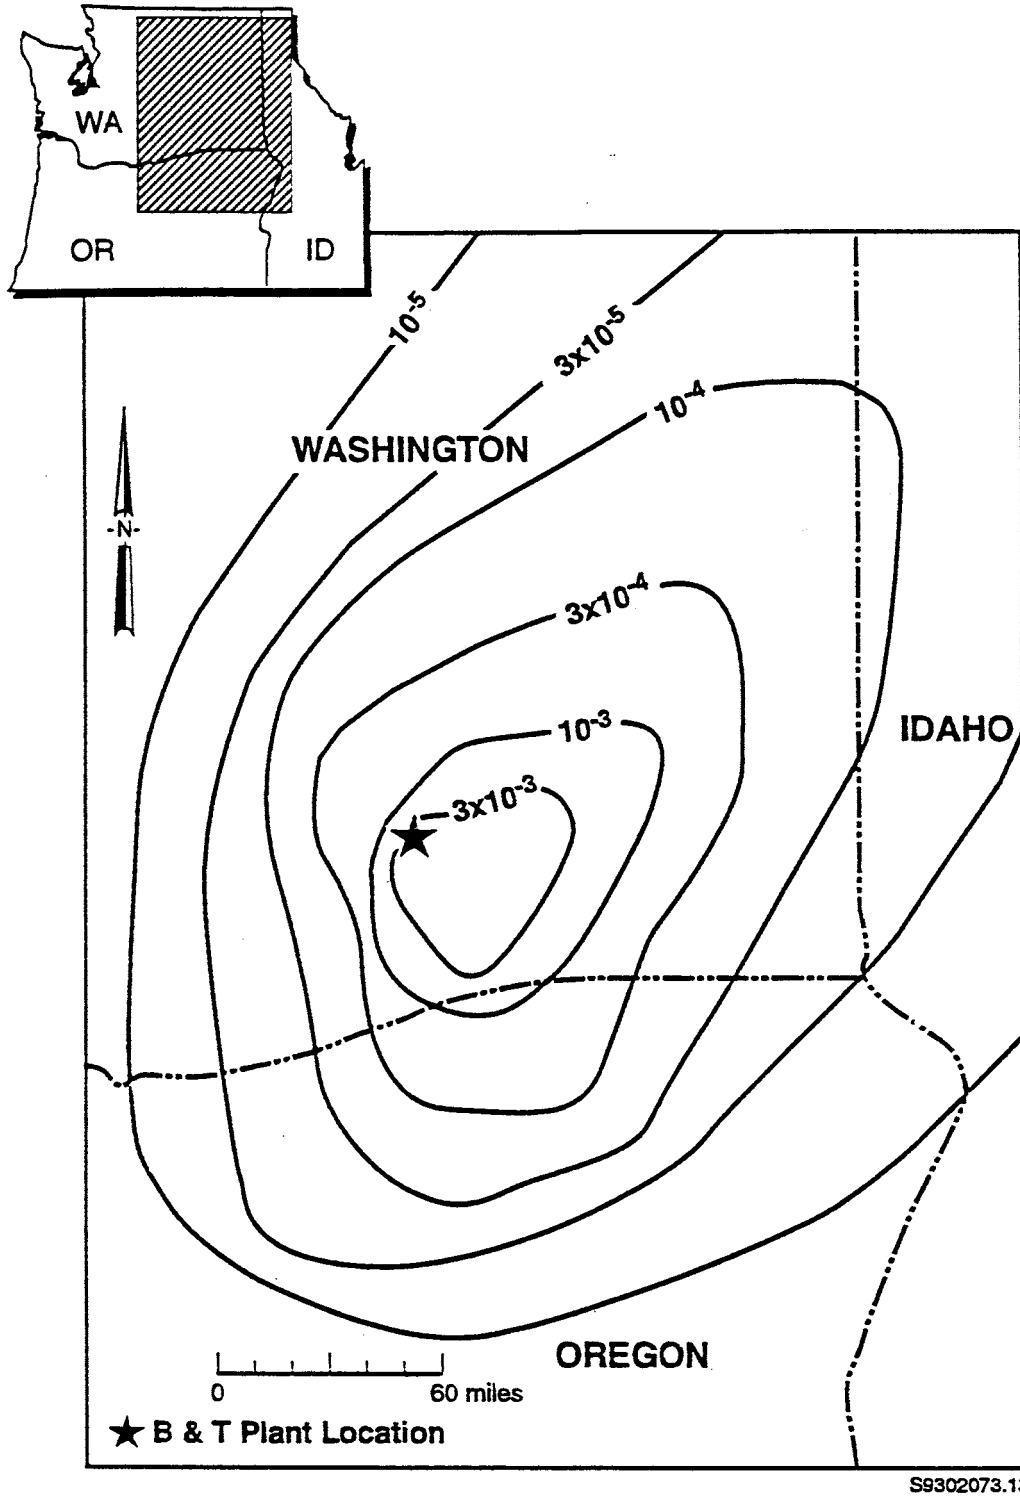 WA
OR
ID
10⁻⁵
3x10⁻⁵
10⁻⁴
WASHINGTON
-N-
3x10⁻⁴
10⁻³
IDAHO
3x10⁻³
OREGON
0 60 miles
★ B & T Plant Location
S9302073.13